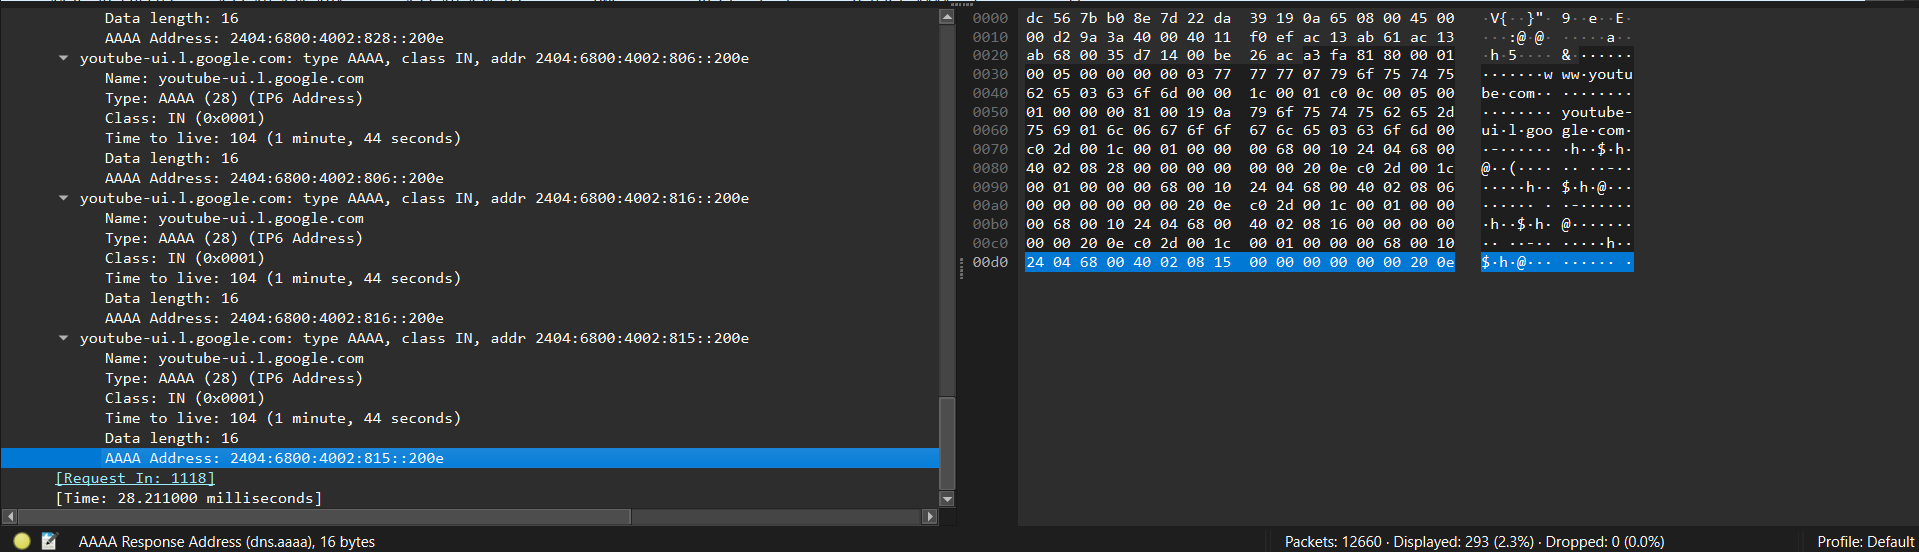 Data length: 16
AAAA Address: 2404:6800:4002:828::200e
youtube-ui.l.google.com: type AAAA, class IN, addr 2404:6800:4002:806::200e
Name: youtube-ui.l.google.com
Type: AAAA (28) (IP6 Address)
Class: IN (0x0001)
Time to live: 104 (1 minute, 44 seconds)
Data length: 16
AAAA Address: 2404:6800:4002:806::200e
youtube-ui.l.google.com: type AAAA, class IN, addr 2404:6800:4002:816::200e
Name: youtube-ui.l.google.com
Type: AAAA (28) (IP6 Address)
Class: IN (0x0001)
Time to live: 104 (1 minute, 44 seconds)
Data length: 16
AAAA Address: 2404:6800:4002:816::200e
youtube-ui.l.google.com: type AAAA, class IN, addr 2404:6800:4002:815::200e
Name: youtube-ui.l.google.com
Type: AAAA (28) (IP6 Address)
Class: IN (0x0001)
Time to live: 104 (1 minute, 44 seconds)
Data length: 16
AAAA Address: 2404:6800:4002:815::200e
[Request In: 1118]
[Time: 28.211000 milliseconds]
0000 dc 56 7b b0 8e 7d 22 da 39 19 0a 65 08 00 45 00 ·V{··}"· 9··e··E·
0010 00 d2 9a 3a 40 00 40 11 f0 ef ac 13 ab 61 ac 13 ···:@·@· ·····a··
0020 ab 68 00 35 d7 14 00 be 26 ac a3 fa 81 80 00 01 ·h·5···· &·······
0030 00 05 00 00 00 00 03 77 77 77 07 79 6f 75 74 75 ·······w ww·youtu
0040 62 65 03 63 6f 6d 00 00 1c 00 01 c0 0c 00 05 00 be·com·· ········
0050 01 00 00 00 81 00 19 0a 79 6f 75 74 75 62 65 2d ········ youtube-
0060 75 69 01 6c 06 67 6f 6f 67 6c 65 03 63 6f 6d 00 ui·l·goo gle·com·
0070 c0 2d 00 1c 00 01 00 00 00 68 00 10 24 04 68 00 ·-······ ·h··$·h·
0080 40 02 08 28 00 00 00 00 00 00 20 0e c0 2d 00 1c @··(···· ·· ··-··
0090 00 01 00 00 00 68 00 10 24 04 68 00 40 02 08 06 ·····h·· $·h·@···
00a0 00 00 00 00 00 00 20 0e c0 2d 00 1c 00 01 00 00 ······ · ·-······
00b0 00 68 00 10 24 04 68 00 40 02 08 16 00 00 00 00 ·h··$·h· @·······
00c0 00 00 20 0e c0 2d 00 1c 00 01 00 00 00 68 00 10 ·· ··-·· ·····h··
00d0 24 04 68 00 40 02 08 15 00 00 00 00 00 00 20 0e $·h·@··· ······ ·
AAAA Response Address (dns.aaaa), 16 bytes
Packets: 12660 · Displayed: 293 (2.3%) · Dropped: 0 (0.0%)
Profile: Default